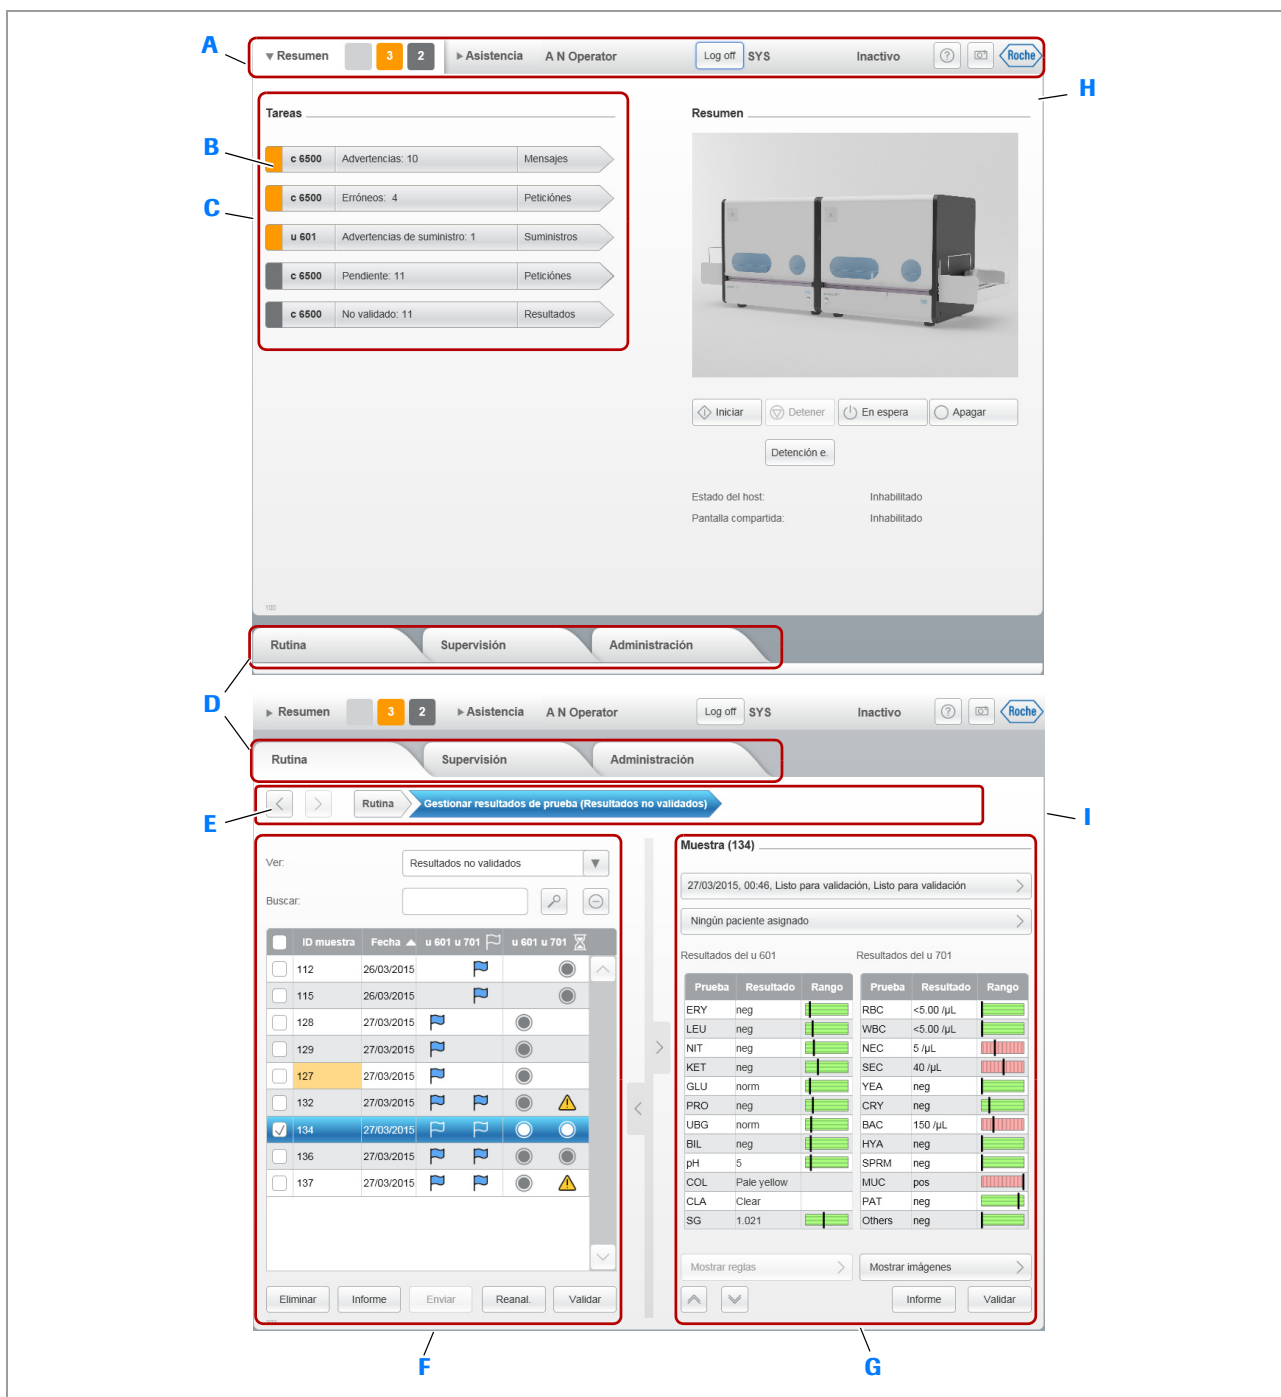 A
▼ Resumen 3 2 ▶ Asistencia A N Operator Log off SYS Inactivo ? Roche
H
Tareas
Resumen
B
c 6500 Advertencias: 10 Mensajes
c 6500 Erróneos: 4 Peticiónes
C
u 601 Advertencias de suministro: 1 Suministros
c 6500 Pendiente: 11 Peticiónes
c 6500 No validado: 11 Resultados
Iniciar Detener En espera Apagar
Detención e.
Estado del host: Inhabilitado
Pantalla compartida: Inhabilitado
100
Rutina Supervisión Administración
D
▶ Resumen 3 2 ▶ Asistencia A N Operator Log off SYS Inactivo ? Roche
Rutina Supervisión Administración
E
Rutina Gestionar resultados de prueba (Resultados no validados)
I
Ver: Resultados no validados
Buscar:
ID muestra Fecha u 601 u 701 u 601 u 701
112 26/03/2015
115 26/03/2015
128 27/03/2015
129 27/03/2015
127 27/03/2015
132 27/03/2015
134 27/03/2015
136 27/03/2015
137 27/03/2015
Eliminar Informe Enviar Reanal. Validar
Muestra (134)
27/03/2015, 00:46, Listo para validación, Listo para validación
Ningún paciente asignado
Resultados del u 601 Resultados del u 701
Prueba Resultado Rango Prueba Resultado Rango
ERY neg RBC <5.00 /µL
LEU neg WBC <5.00 /µL
NIT neg NEC 5 /µL
KET neg SEC 40 /µL
GLU norm YEA neg
PRO neg CRY neg
UBG norm BAC 150 /µL
BIL neg HYA neg
pH 5 SPRM neg
COL Pale yellow MUC pos
CLA Clear PAT neg
SG 1.021 Others neg
Mostrar reglas Mostrar imágenes
Informe Validar
F
G